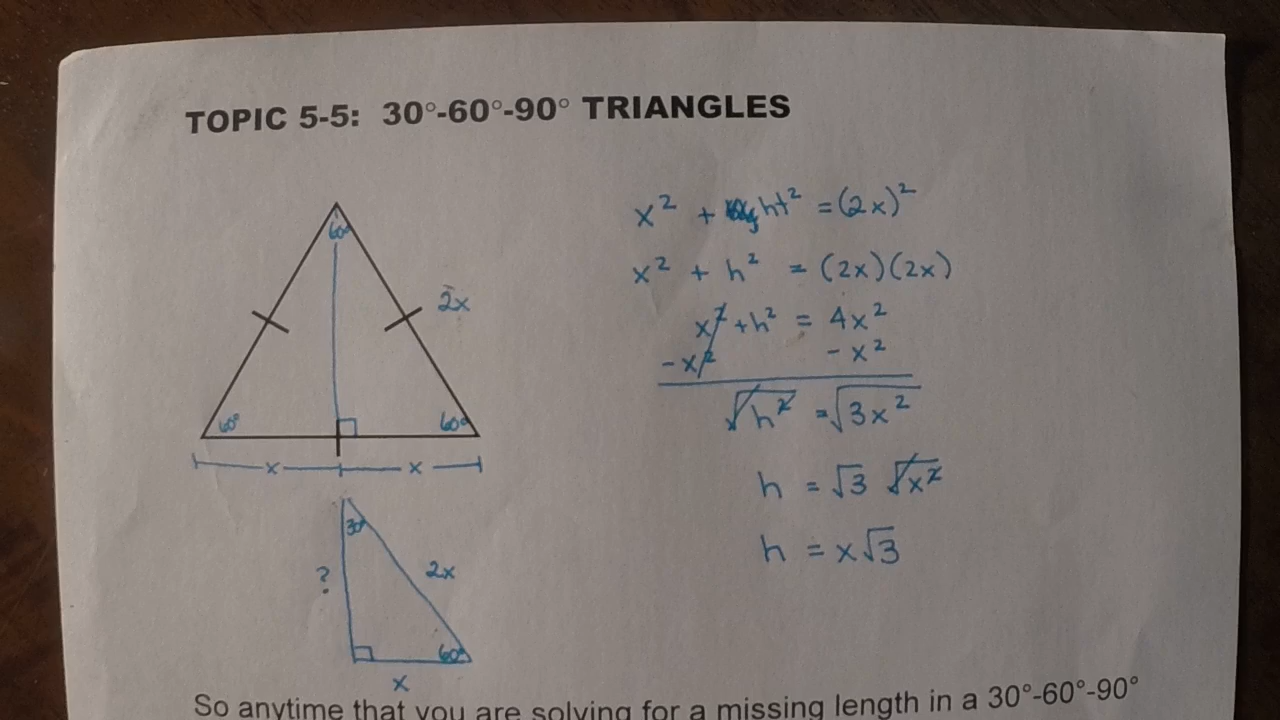 TOPIC 5-5: 30°-60°-90° TRIANGLES
60°
2x
60°
60°
x
x
30°
?
2x
60°
x
x² + ht² = (2x)²
x² + h² = (2x)(2x)
x² + h² = 4x²
-x² - x²
√h² = √3x²
h = √3 √x²
h = x√3
So anytime that you are solving for a missing length in a 30°-60°-90°